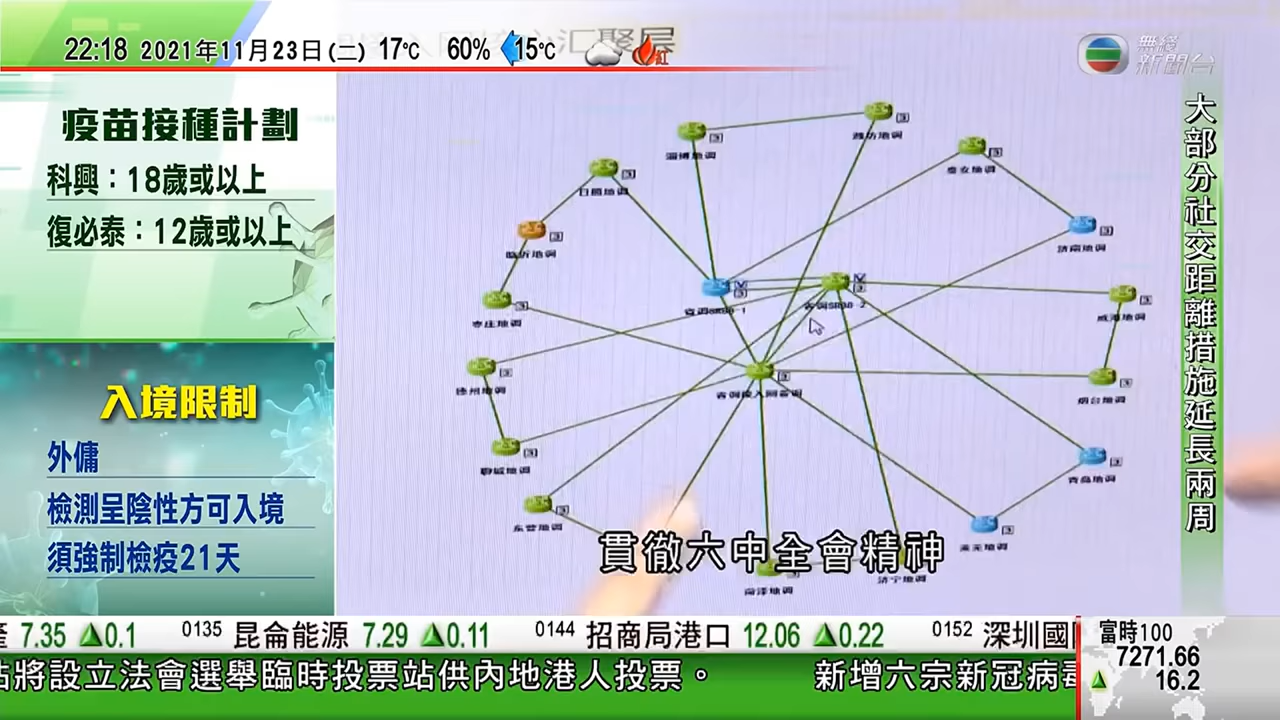 22:18 2021年11月23日(二) 17℃ 60% 15℃ 紅
汇聚层
無綫
新聞台
疫苗接種計劃
科興：18歲或以上
復必泰：12歲或以上
入境限制
外傭
檢測呈陰性方可入境
須強制檢疫21天
大部分社交距離措施延長兩周
潍坊地调
淄博地调
日照地调
临沂地调
济南地调
枣庄地调
威海地调
德州地调
烟台地调
聊城地调
青岛地调
东营地调
莱芜地调
济宁地调
菏泽地调
貫徹六中全會精神
7.35 ▲0.1 0135 昆侖能源 7.29 ▲0.11 0144 招商局港口 12.06 ▲0.22 0152 深圳國
站將設立法會選舉臨時投票站供內地港人投票。 新增六宗新冠病毒
富時100
7271.66
▲ 16.2